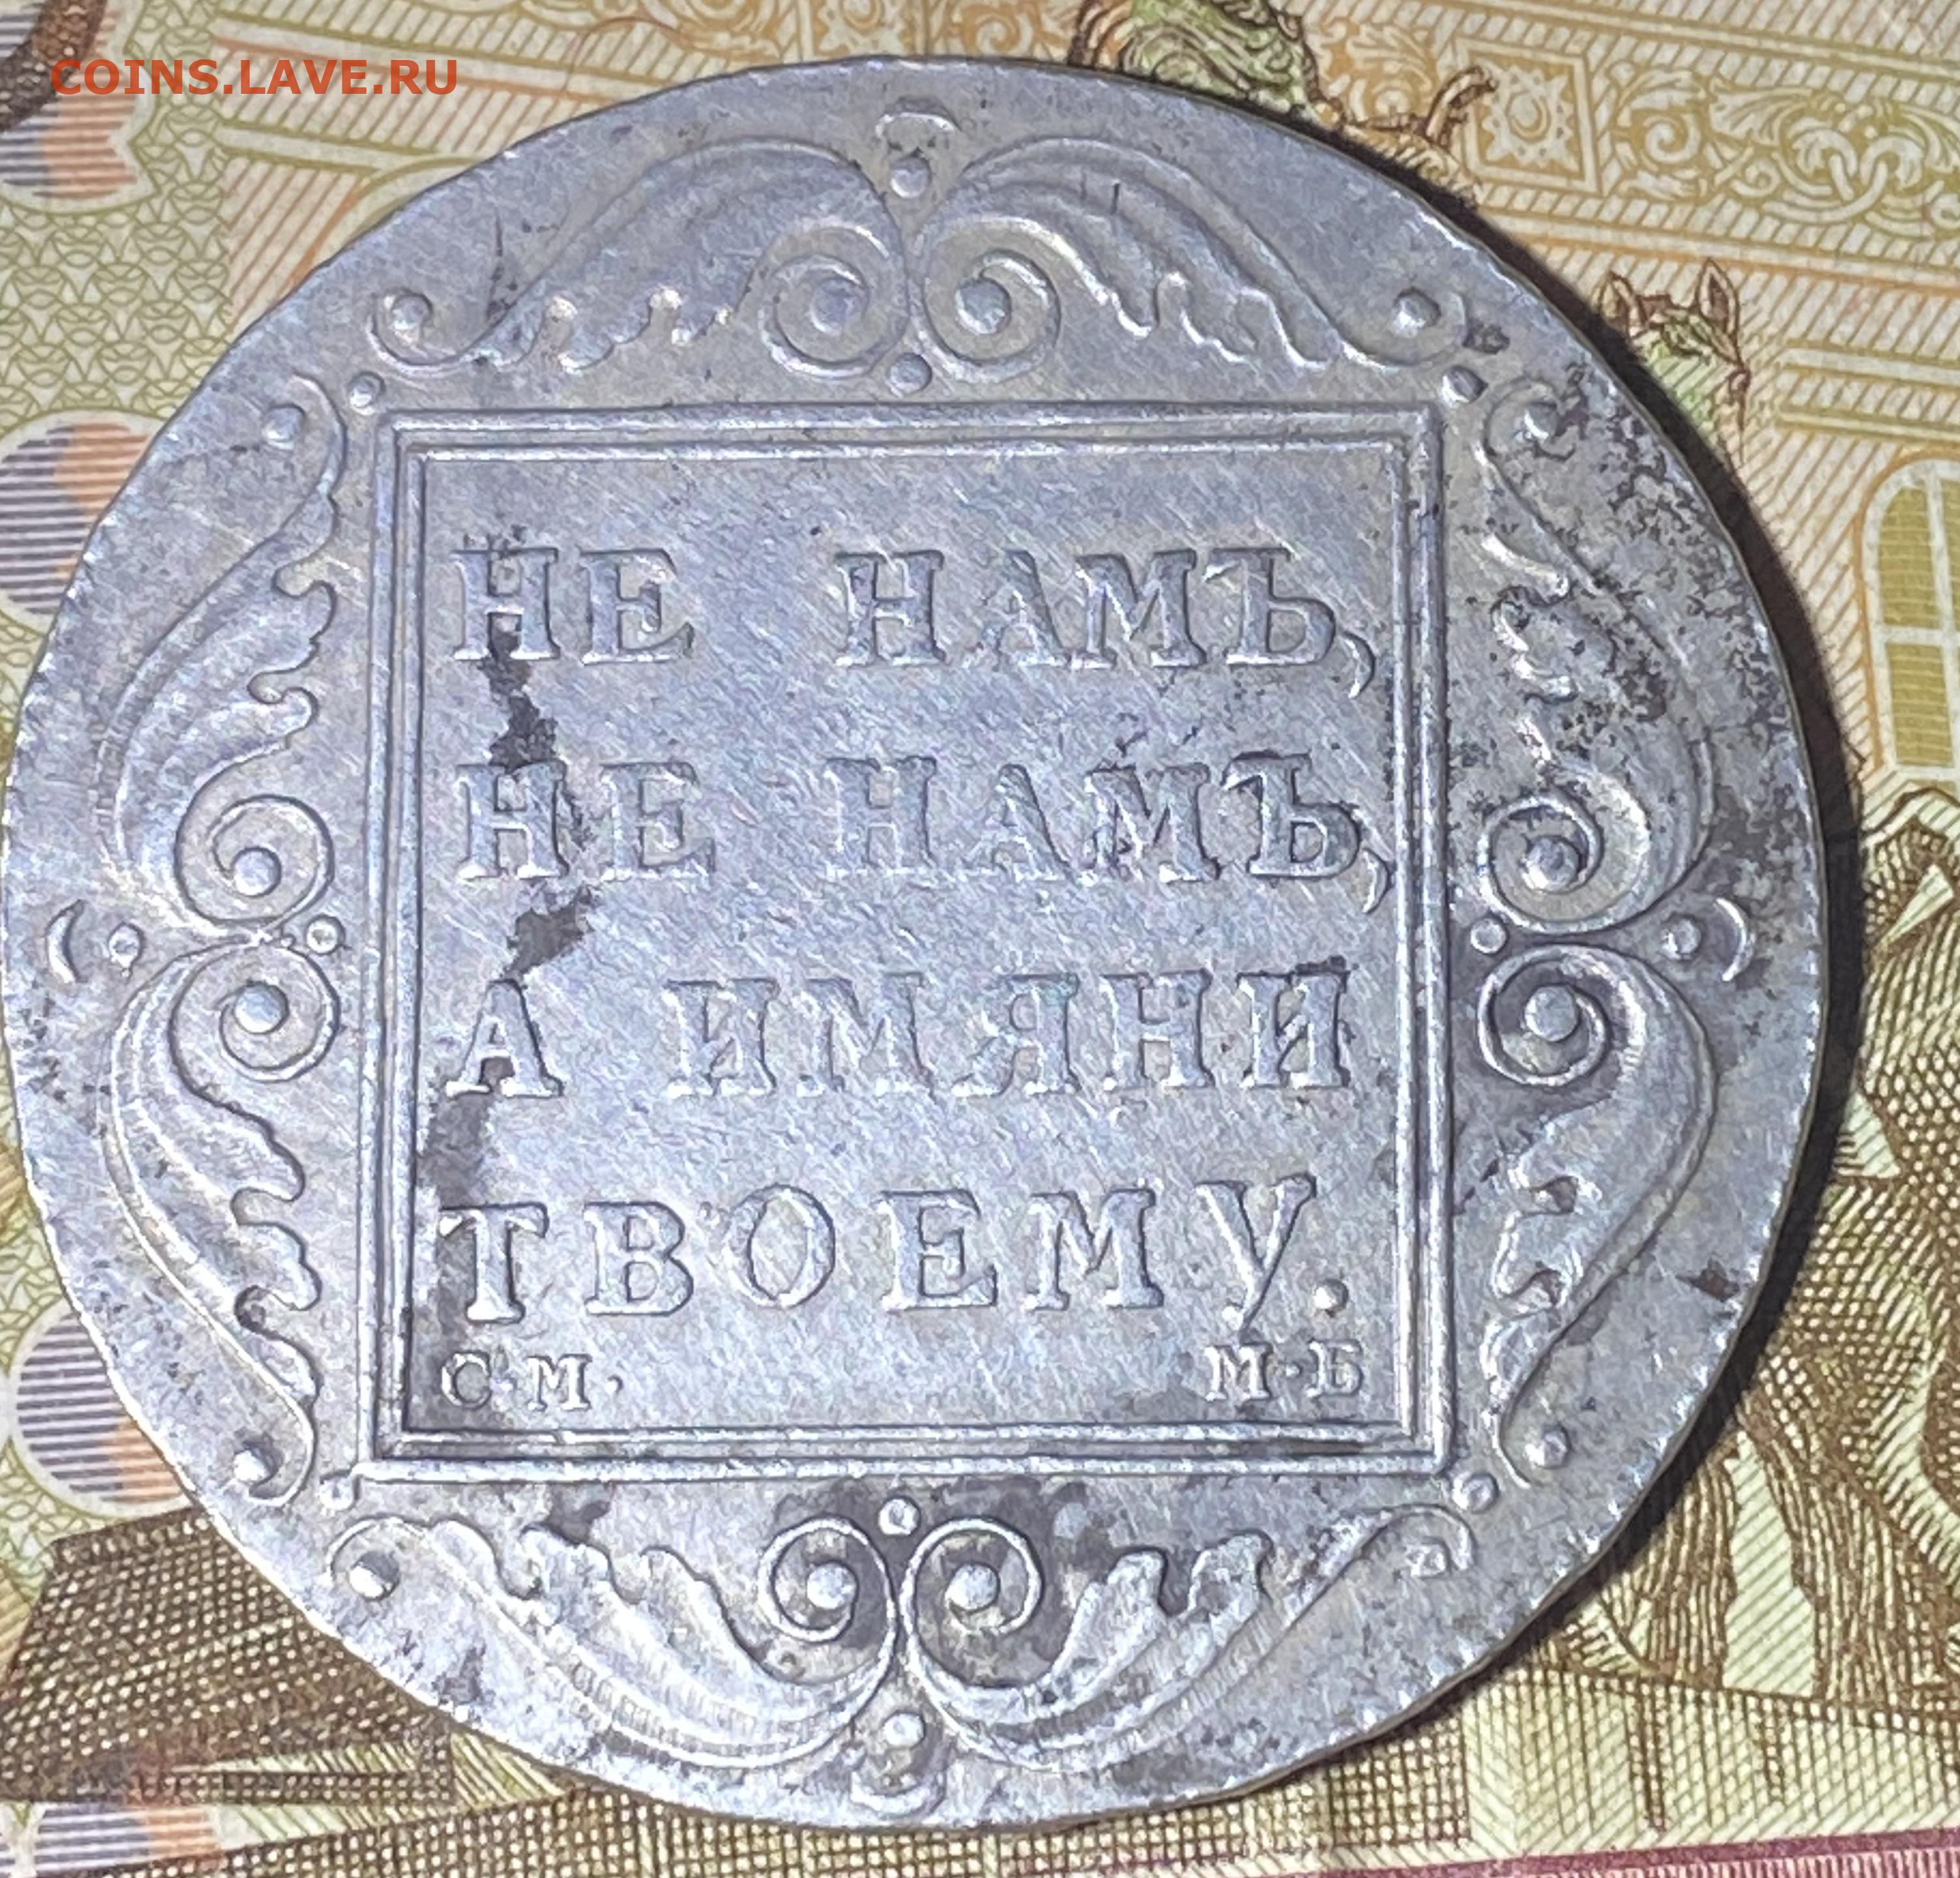 COINS.LAVE.RU
НЕ НАМЪ,
НЕ НАМЪ,
А ИМЯНИ
ТВОЕМУ.
С·М· М·Б